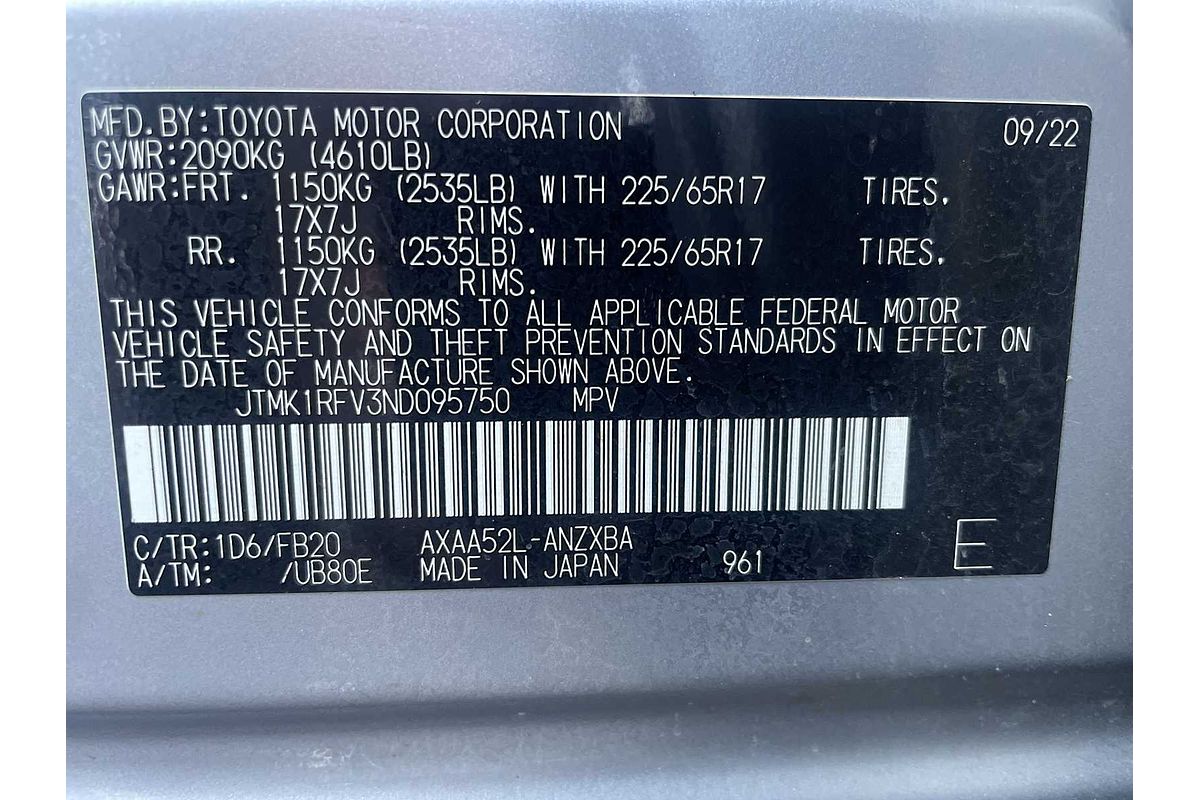 MFD.BY:TOYOTA MOTOR CORPORATION 09/22
GVWR:2090KG (4610LB)
GAWR:FRT. 1150KG (2535LB) WITH 225/65R17 TIRES.
17X7J RIMS.
RR. 1150KG (2535LB) WITH 225/65R17 TIRES.
17X7J RIMS.
THIS VEHICLE CONFORMS TO ALL APPLICABLE FEDERAL MOTOR
VEHICLE SAFETY AND THEFT PREVENTION STANDARDS IN EFFECT ON
THE DATE OF MANUFACTURE SHOWN ABOVE.
JTMK1RFV3ND095750 MPV
C/TR:1D6/FB20 AXAA52L-ANZXBA
A/TM: /UB80E MADE IN JAPAN 961 E